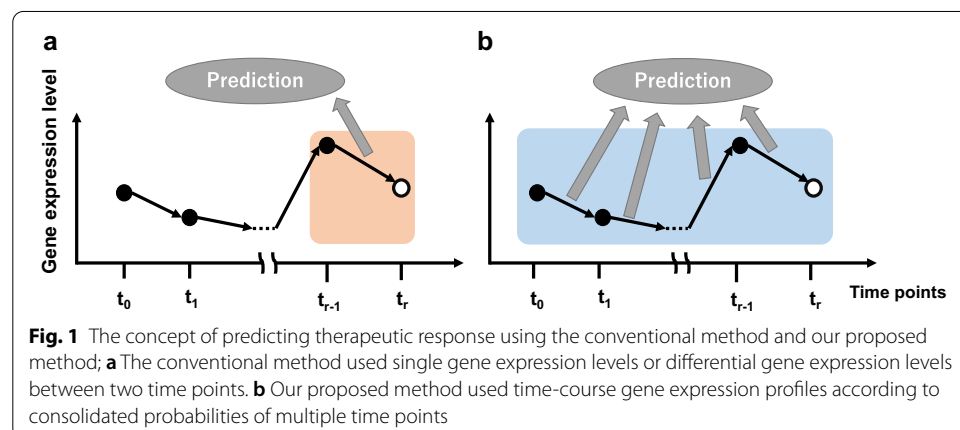 a
b
Prediction
Prediction
Gene expression level
t0
t1
tr-1
tr
t0
t1
tr-1
tr
Time points
Fig. 1 The concept of predicting therapeutic response using the conventional method and our proposed
method; a The conventional method used single gene expression levels or differential gene expression levels
between two time points. b Our proposed method used time-course gene expression profiles according to
consolidated probabilities of multiple time points